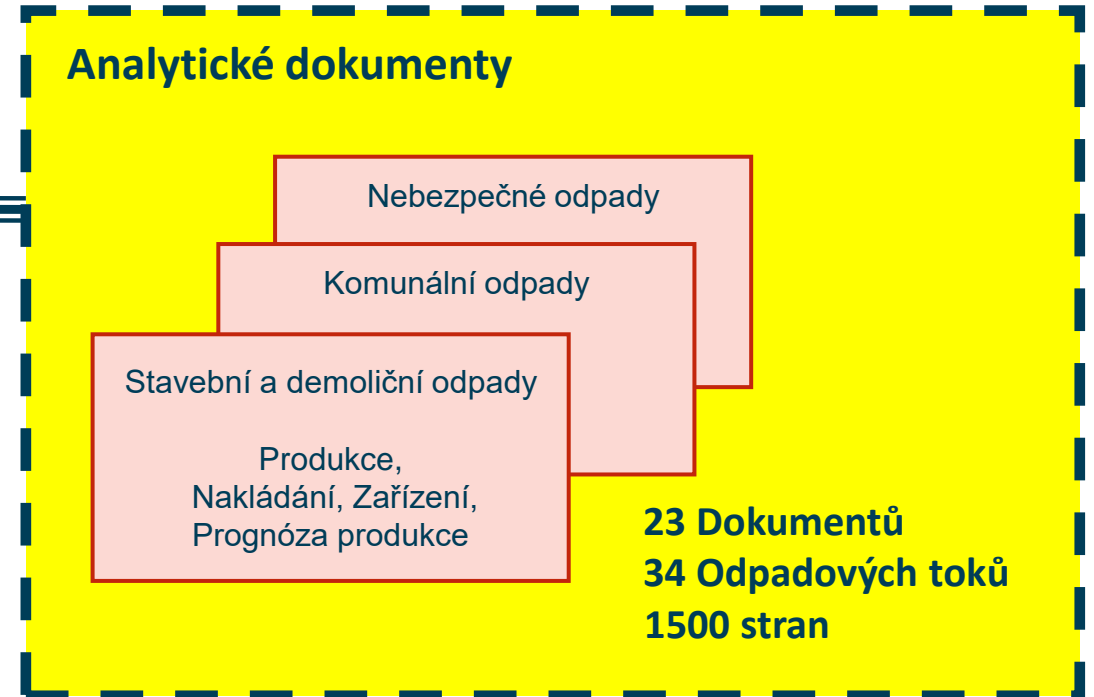 Analytické dokumenty
Nebezpečné odpady
Komunální odpady
Stavební a demoliční odpady
Produkce,
Nakládání, Zařízení,
Prognóza produkce
23 Dokumentů
34 Odpadových toků
1500 stran